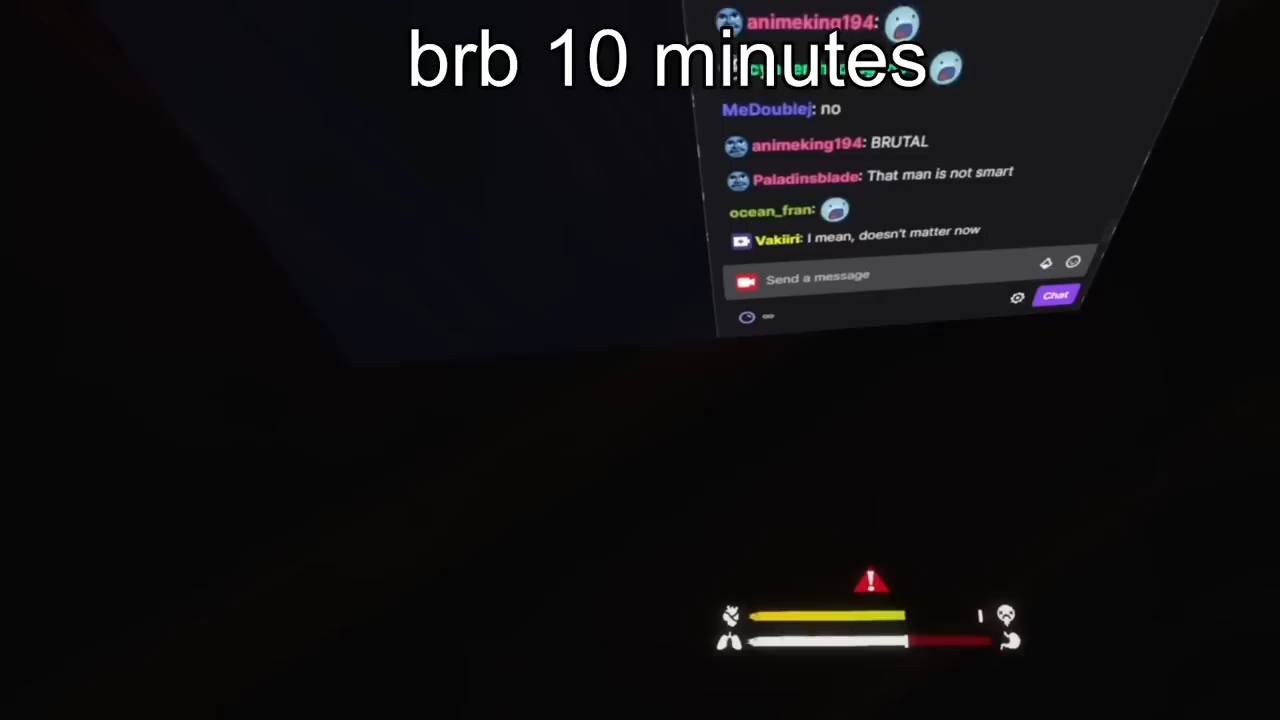 animeking194:
brb 10 minutes
MeDoublej: no
animeking194: BRUTAL
Paladinsblade: That man is not smart
ocean_fran:
Vakiiri: I mean, doesn't matter now
Send a message
Chat